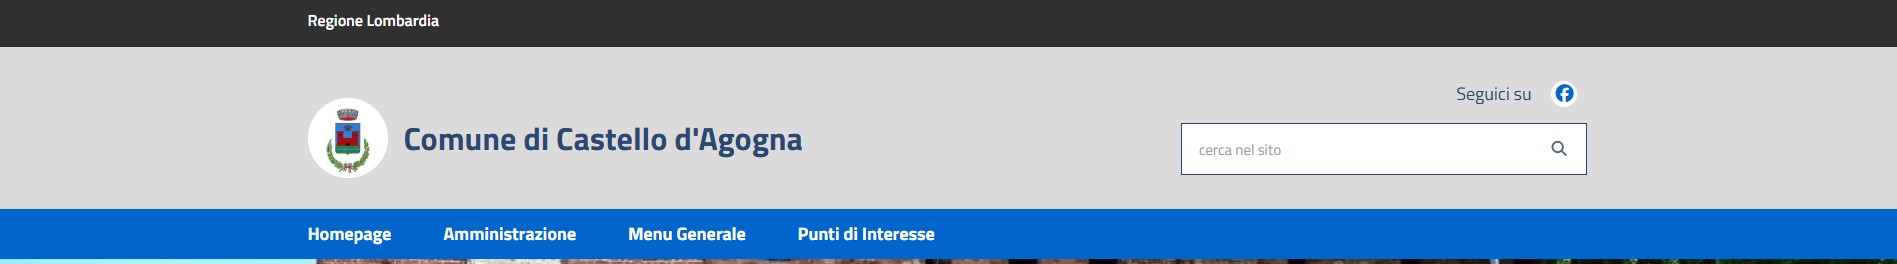 Regione Lombardia
Seguici su
Comune di Castello d'Agogna
cerca nel sito
Homepage Amministrazione Menu Generale Punti di Interesse